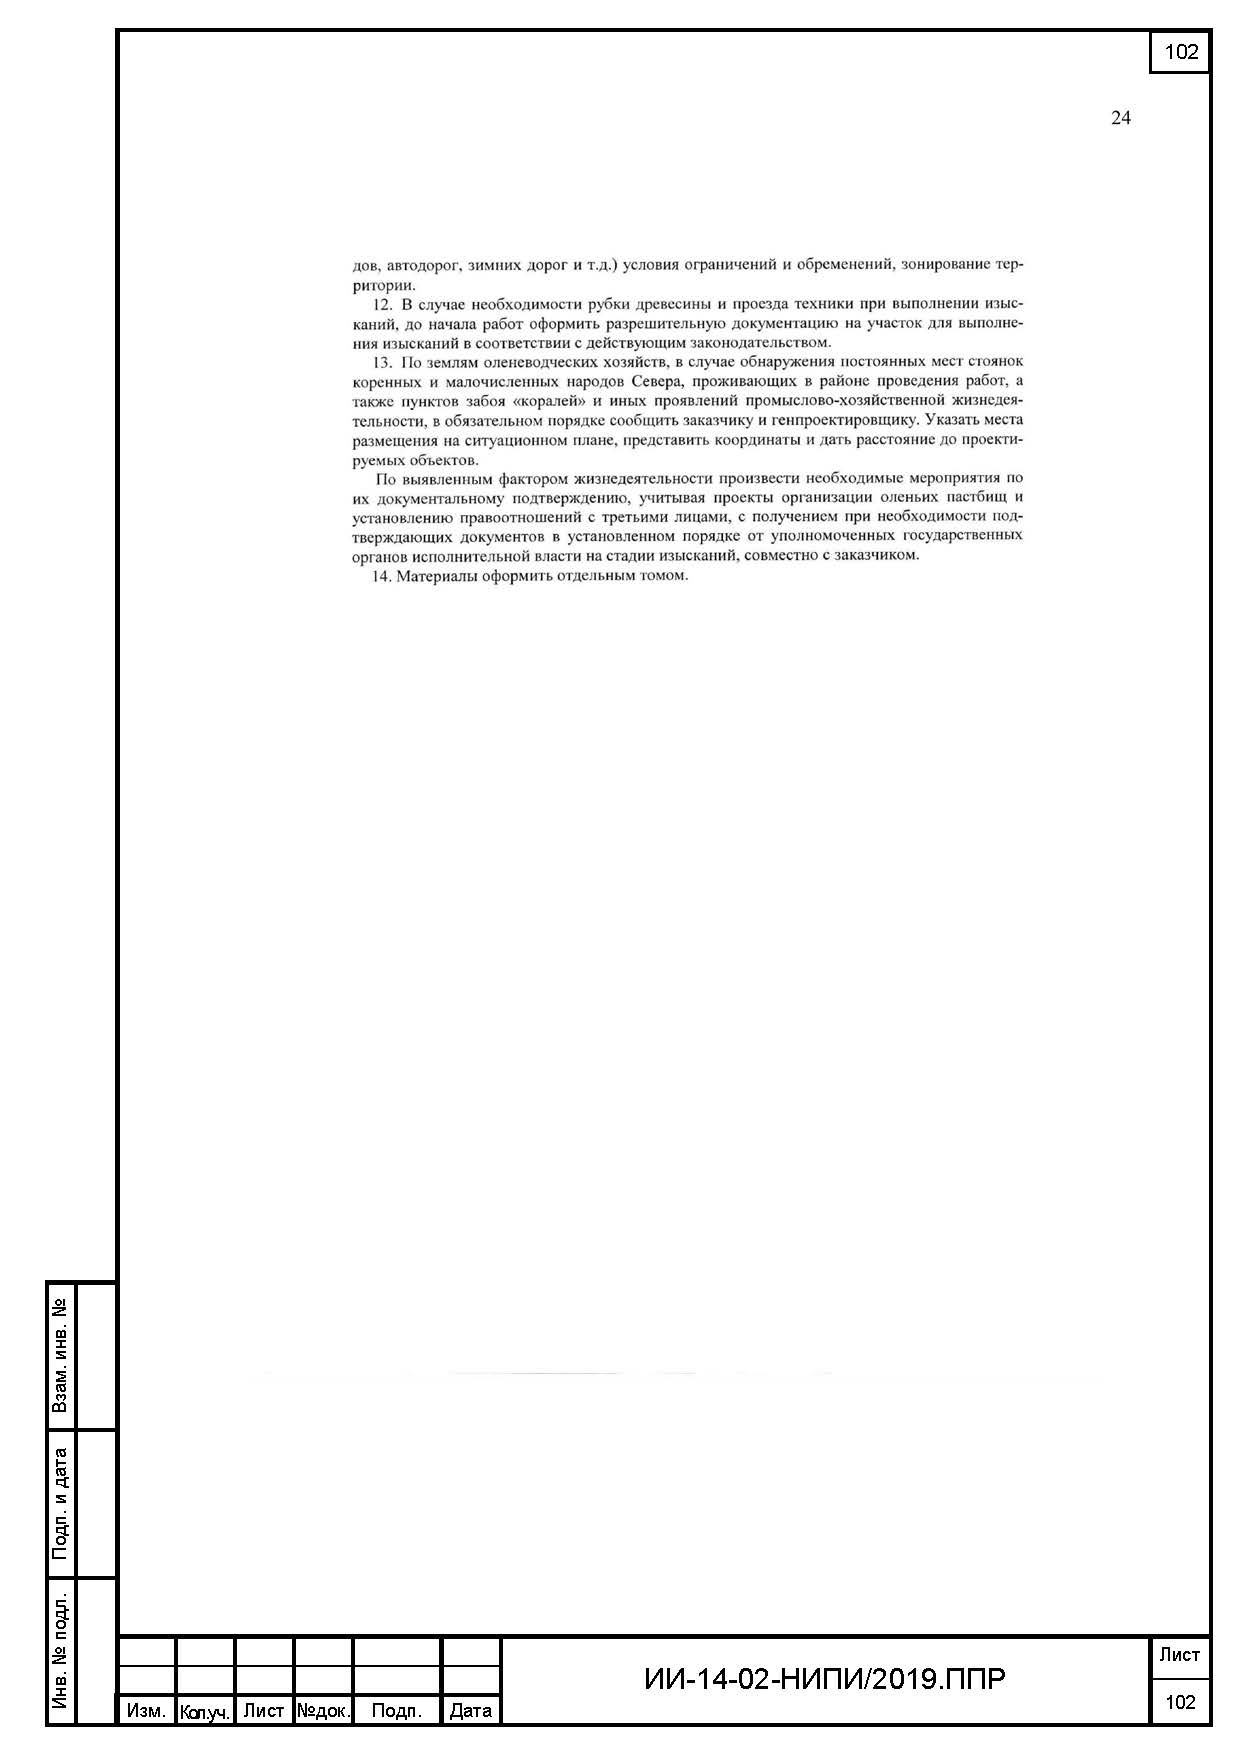 102
24
дов, автодорог, зимних дорог и т.д.) условия ограничений и обременений, зонирование тер-
ритории.
12. В случае необходимости рубки древесины и проезда техники при выполнении изыс-
каний, до начала работ оформить разрешительную документацию на участок для выполне-
ния изысканий в соответствии с действующим законодательством.
13. По землям оленеводческих хозяйств, в случае обнаружения постоянных мест стоянок
коренных и малочисленных народов Севера, проживающих в районе проведения работ, а
также пунктов забоя «коралей» и иных проявлений промыслово-хозяйственной жизнедея-
тельности, в обязательном порядке сообщить заказчику и генпроектировщику. Указать места
размещения на ситуационном плане, представить координаты и дать расстояние до проекти-
руемых объектов.
По выявленным фактором жизнедеятельности произвести необходимые мероприятия по
их документальному подтверждению, учитывая проекты организации оленьих пастбищ и
установлению правоотношений с третьими лицами, с получением при необходимости под-
тверждающих документов в установленном порядке от уполномоченных государственных
органов исполнительной власти на стадии изысканий, совместно с заказчиком.
14. Материалы оформить отдельным томом.
Взам. инв. №
Подп. и дата
Инв. № подл.
Изм. Кол.уч. Лист №док. Подп. Дата
ИИ-14-02-НИПИ/2019.ППР
Лист
102